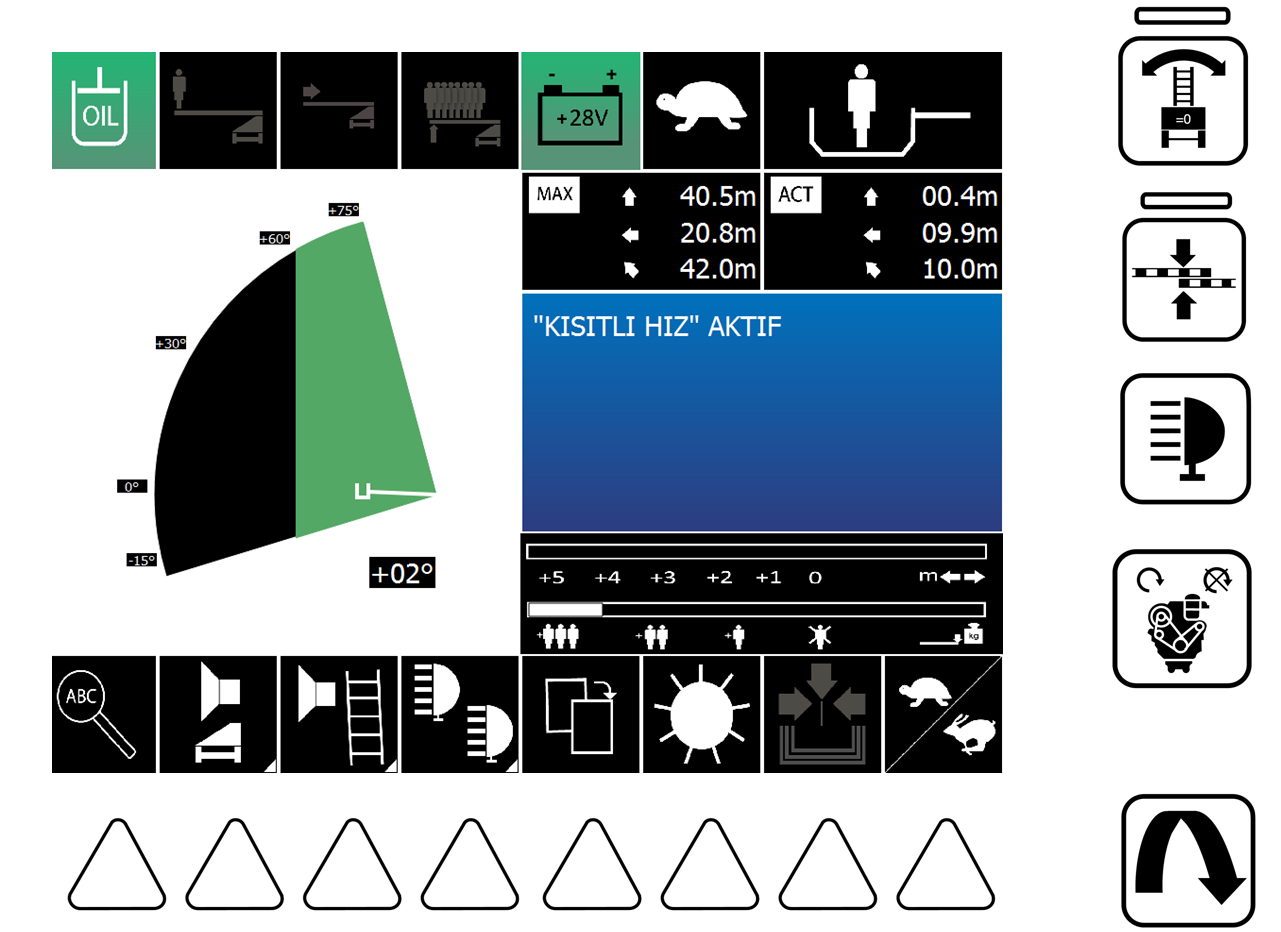 OIL
- +
+28V
MAX
40.5m
20.8m
42.0m
ACT
00.4m
09.9m
10.0m
=0
+75°
+60°
+30°
0°
-15°
+02°
"KISITLI HIZ" AKTIF
+5 +4 +3 +2 +1 0 m
+ + + kg
ABC